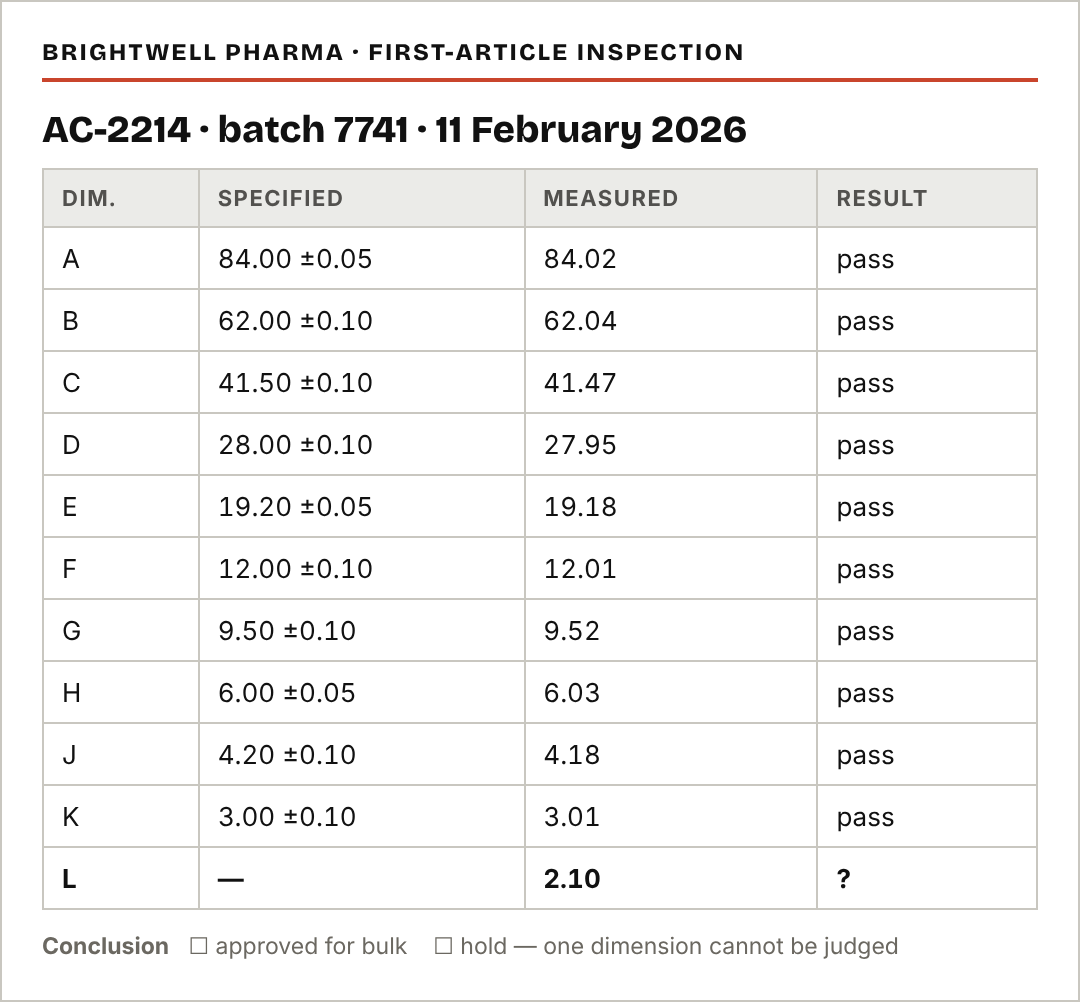 BRIGHTWELL PHARMA · FIRST-ARTICLE INSPECTION
AC-2214 · batch 7741 · 11 February 2026
DIM. SPECIFIED MEASURED RESULT
A 84.00 ±0.05 84.02 pass
B 62.00 ±0.10 62.04 pass
C 41.50 ±0.10 41.47 pass
D 28.00 ±0.10 27.95 pass
E 19.20 ±0.05 19.18 pass
F 12.00 ±0.10 12.01 pass
G 9.50 ±0.10 9.52 pass
H 6.00 ±0.05 6.03 pass
J 4.20 ±0.10 4.18 pass
K 3.00 ±0.10 3.01 pass
L — 2.10 ?
Conclusion ☐ approved for bulk ☐ hold — one dimension cannot be judged